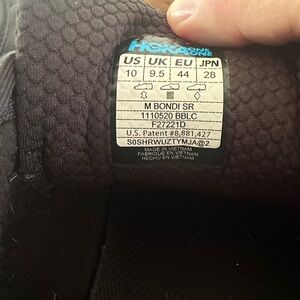 HOKA ONE ONE
US UK EU JPN
10 9.5 44 28
M BONDI SR
1110520 BBLC
F27221D
U.S. Patent #8,881,427
S0SHRWUZTYMJA@2
MADE IN VIETNAM
FABRIQUÉ EN VIETNAM
HECHO EN VIETNAM